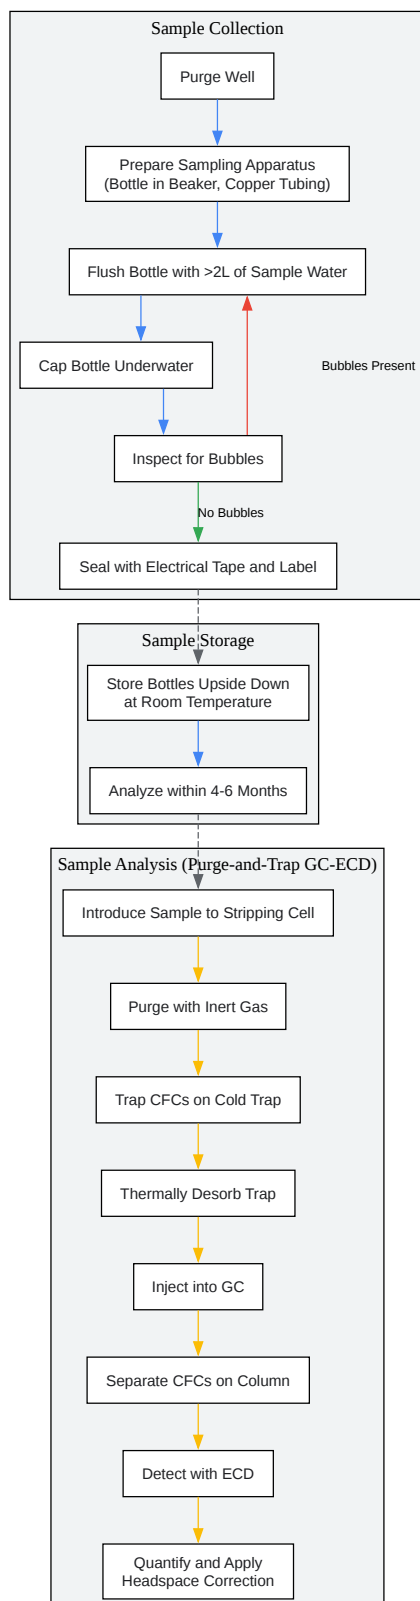 Sample Collection
Purge Well
Prepare Sampling Apparatus
(Bottle in Beaker, Copper Tubing)
Flush Bottle with >2L of Sample Water
Cap Bottle Underwater
Bubbles Present
Inspect for Bubbles
No Bubbles
Seal with Electrical Tape and Label
Sample Storage
Store Bottles Upside Down
at Room Temperature
Analyze within 4-6 Months
Sample Analysis (Purge-and-Trap GC-ECD)
Introduce Sample to Stripping Cell
Purge with Inert Gas
Trap CFCs on Cold Trap
Thermally Desorb Trap
Inject into GC
Separate CFCs on Column
Detect with ECD
Quantify and Apply
Headspace Correction